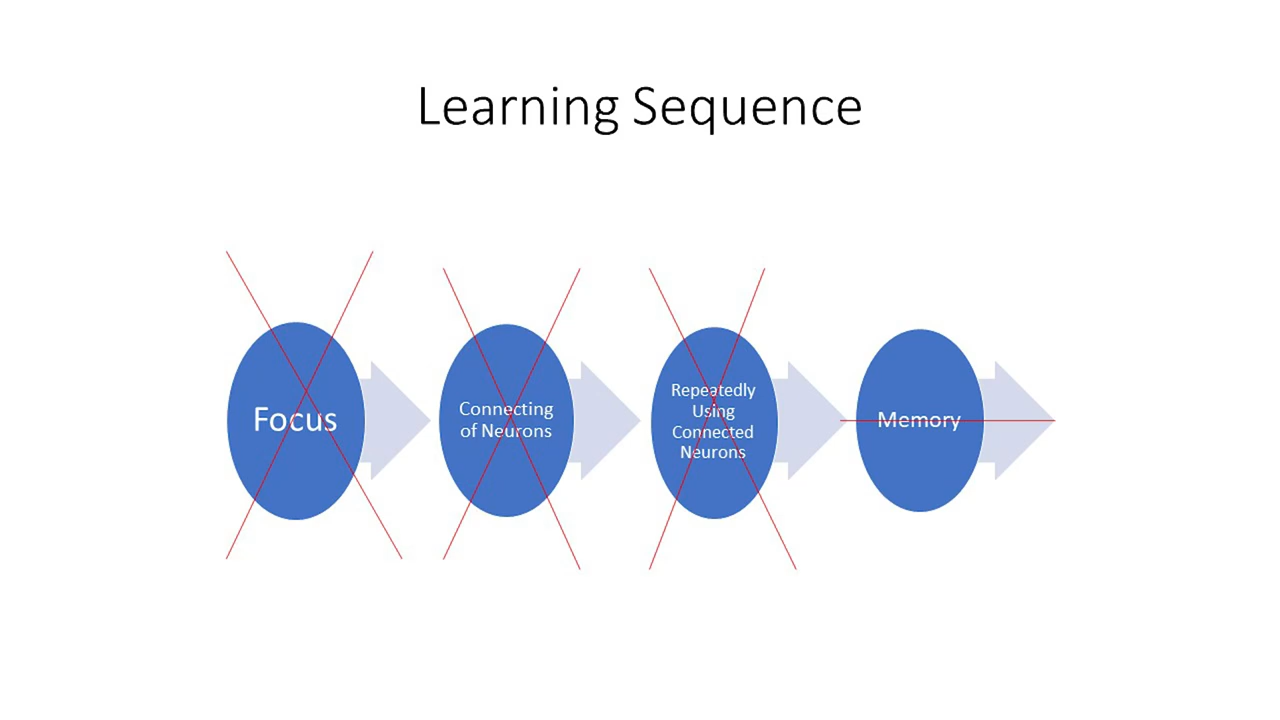 Learning Sequence
Focus
Connecting
of Neurons
Repeatedly
Using
Connected
Neurons
Memory